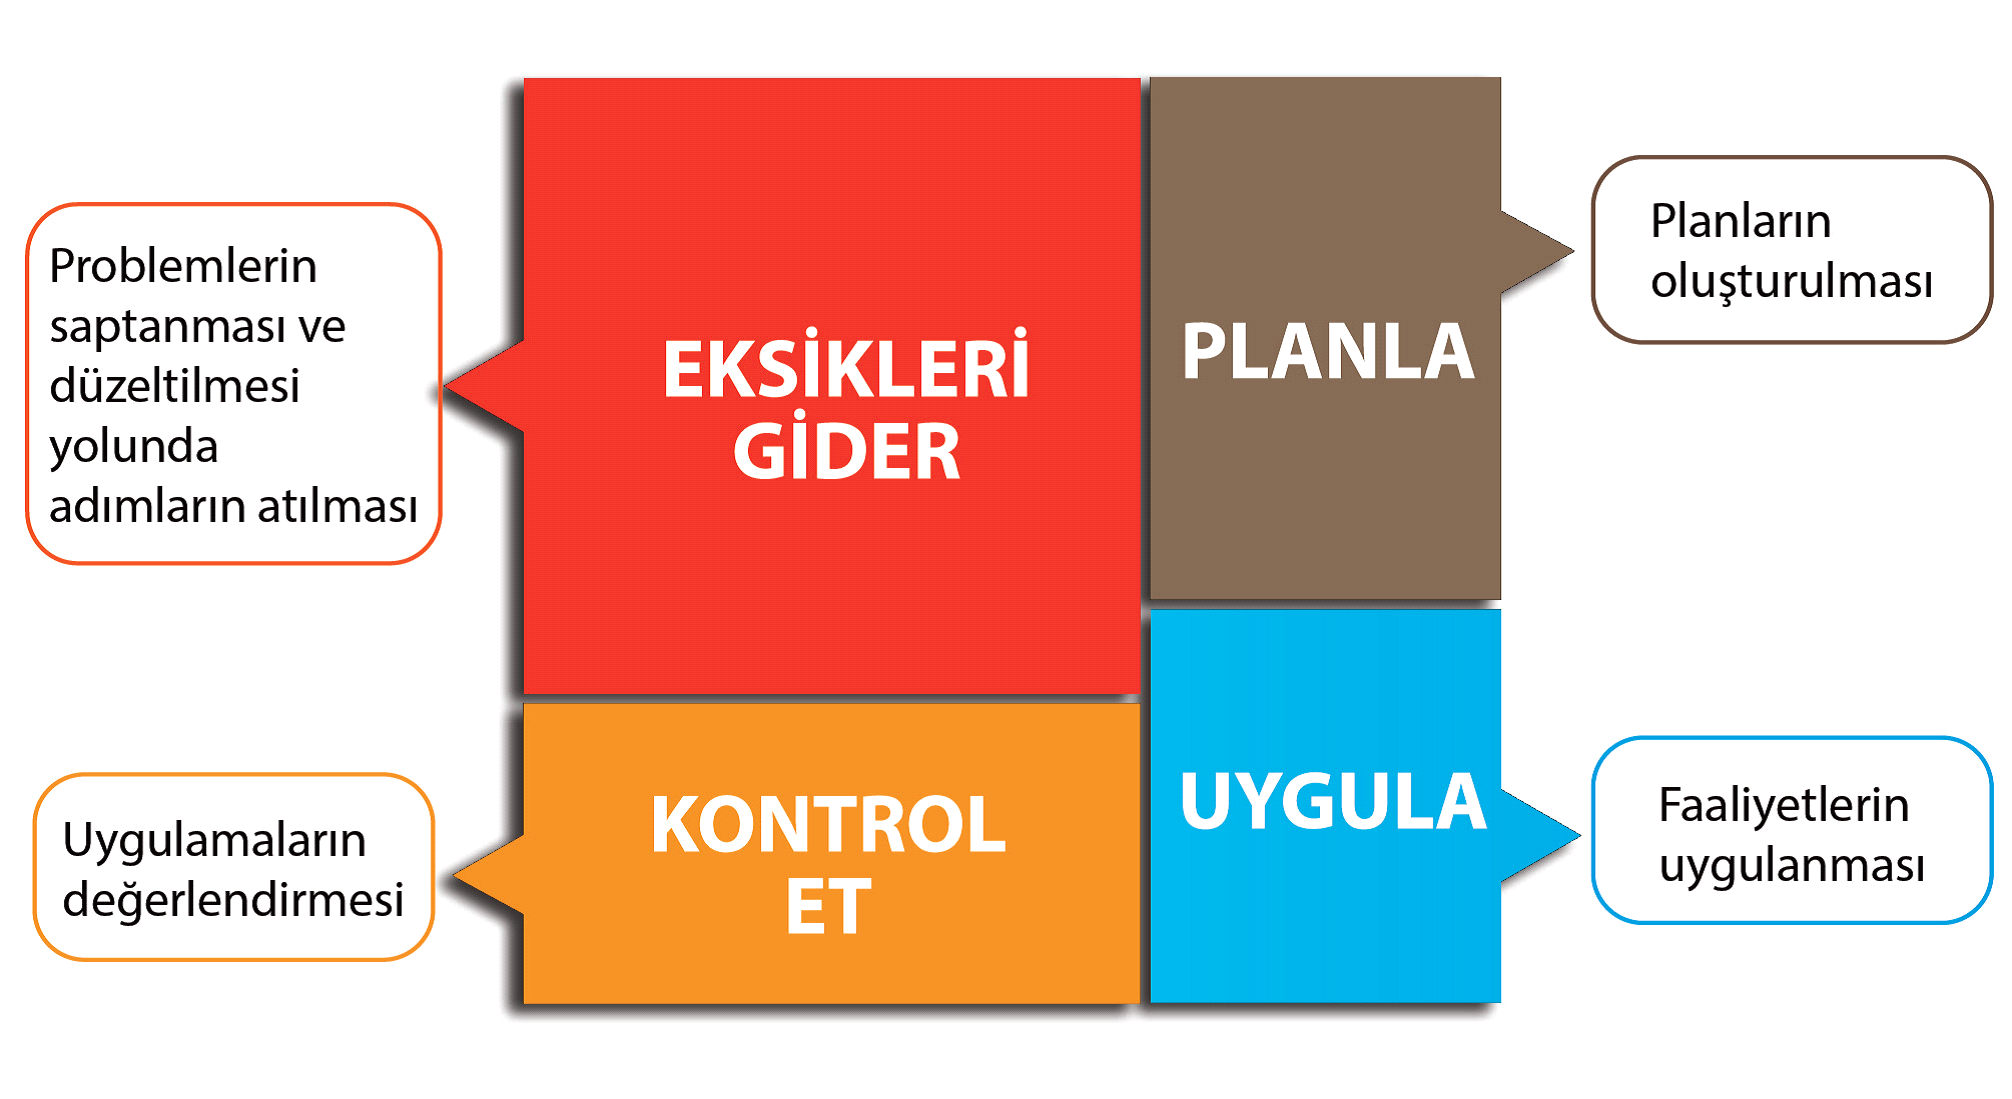 Problemlerin
saptanması ve
düzeltilmesi
yolunda
adımların atılması
EKSİKLERİ
GİDER
PLANLA
Planların
oluşturulması
Uygulamaların
değerlendirmesi
KONTROL
ET
UYGULA
Faaliyetlerin
uygulanması